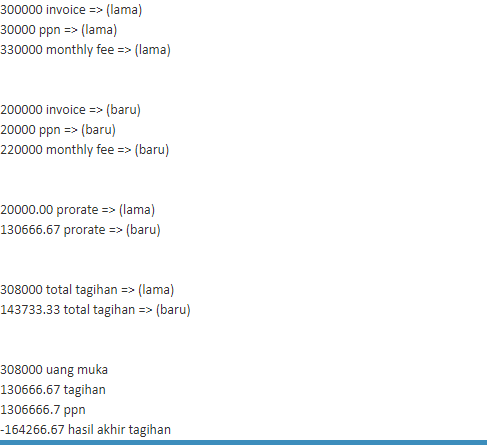 300000 invoice => (lama)
30000 ppn => (lama)
330000 monthly fee => (lama)
200000 invoice => (baru)
20000 ppn => (baru)
220000 monthly fee => (baru)
20000.00 prorate => (lama)
130666.67 prorate => (baru)
308000 total tagihan => (lama)
143733.33 total tagihan => (baru)
308000 uang muka
130666.67 tagihan
1306666.7 ppn
-164266.67 hasil akhir tagihan